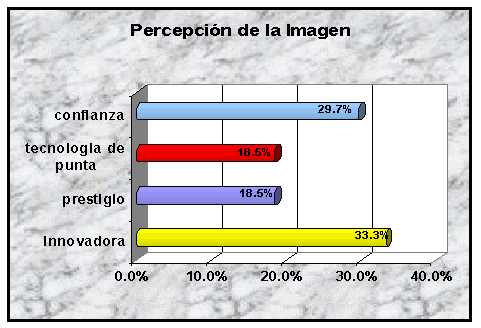 Percepción de la Imagen
confianza
29.7%
tecnologia de
punta
18.5%
prestigio
18.5%
Innovadora
33.3%
0.0% 10.0% 20.0% 30.0% 40.0%